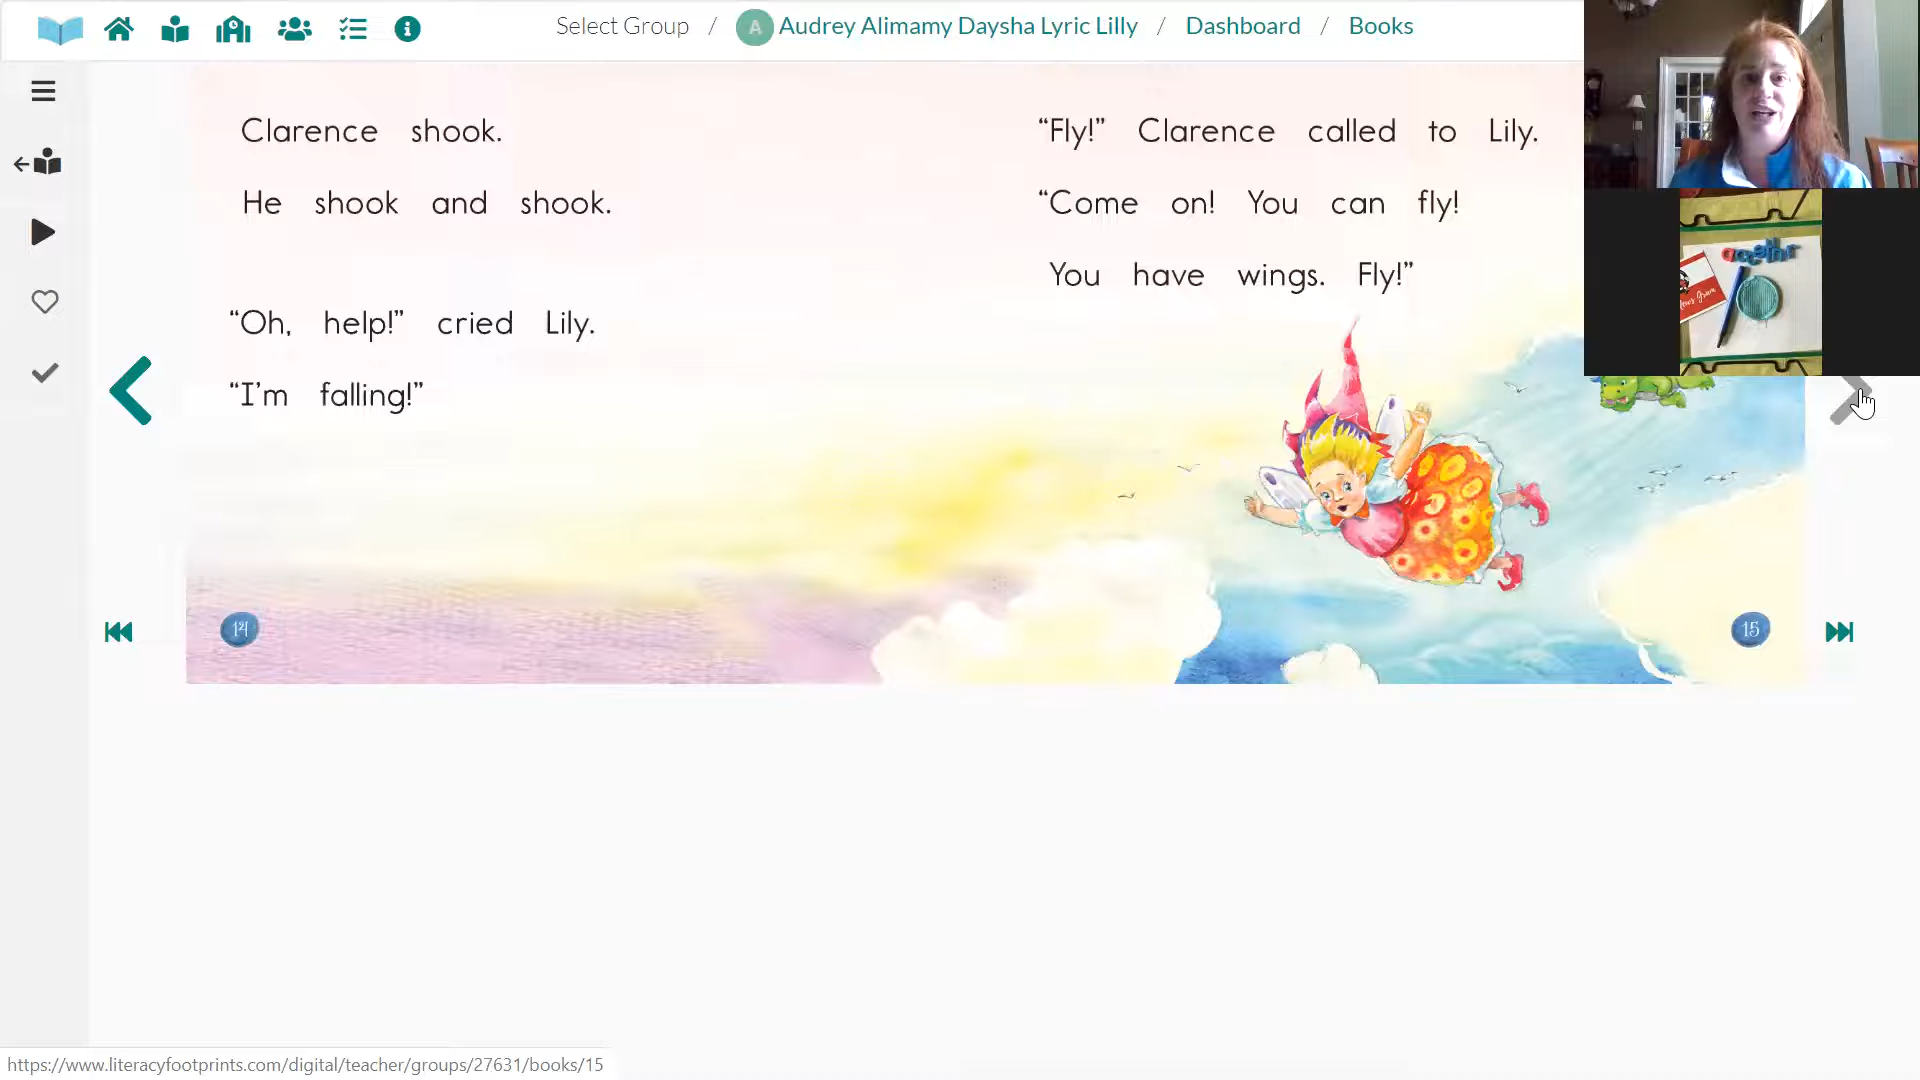 Select Group / A Audrey Alimamy Daysha Lyric Lilly / Dashboard / Books
Clarence shook.
He shook and shook.
“Oh, help!” cried Lily.
“I’m falling!”
14
“Fly!” Clarence called to Lily.
“Come on! You can fly!
You have wings. Fly!”
15
https://www.literacyfootprints.com/digital/teacher/groups/27631/books/15